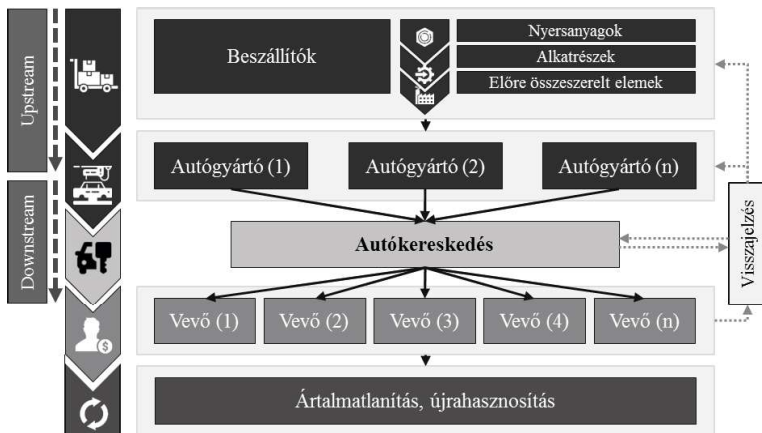 Upstream
Downstream
Beszállítók
Nyersanyagok
Alkatrészek
Előre összeszerelt elemek
Autógyártó (1)
Autógyártó (2)
Autógyártó (n)
Autókereskedés
Visszajelzés
Vevő (1)
Vevő (2)
Vevő (3)
Vevő (4)
Vevő (n)
Ártalmatlanítás, újrahasznosítás
$